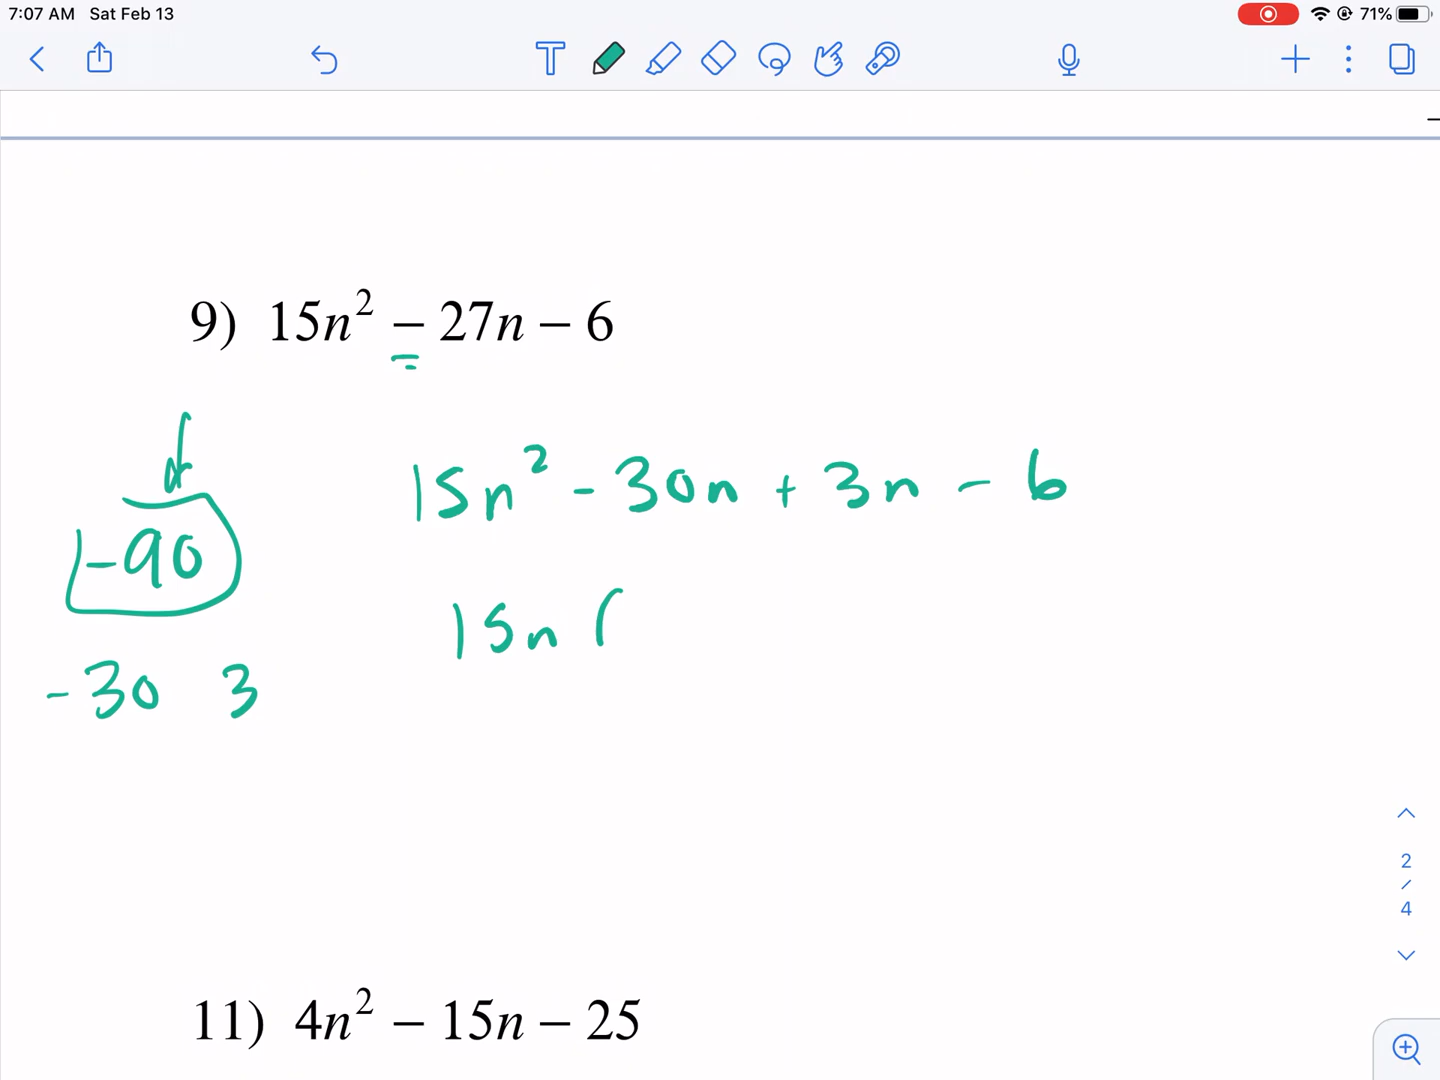 7:07 AM Sat Feb 13 71%
9) 15n² − 27n − 6
15n² - 30n + 3n - 6
-90
15n (
-30 3
2
/
4
11) 4n² − 15n − 25